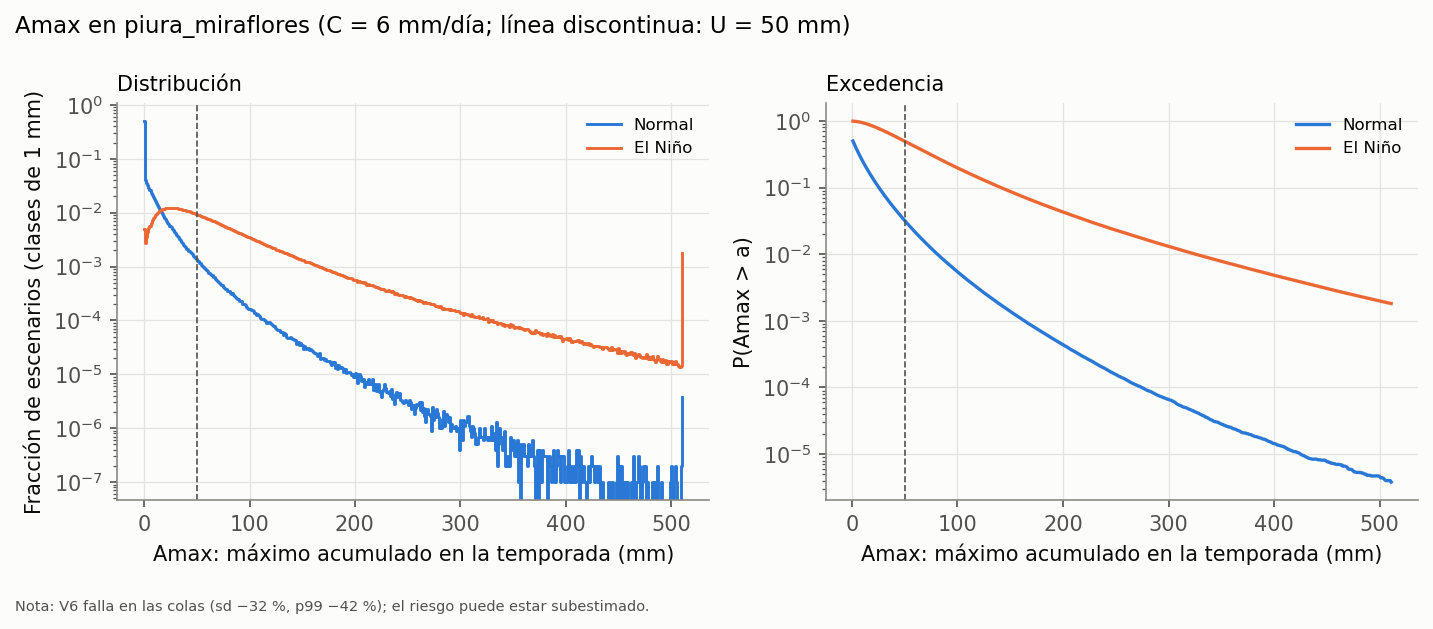 Amax en piura_miraflores (C = 6 mm/día; línea discontinua: U = 50 mm)
Distribución
Fracción de escenarios (clases de 1 mm)
10⁰
10⁻¹
10⁻²
10⁻³
10⁻⁴
10⁻⁵
10⁻⁶
10⁻⁷
Normal
El Niño
0 100 200 300 400 500
Amax: máximo acumulado en la temporada (mm)
Excedencia
P(Amax > a)
10⁰
10⁻¹
10⁻²
10⁻³
10⁻⁴
10⁻⁵
Normal
El Niño
0 100 200 300 400 500
Amax: máximo acumulado en la temporada (mm)
Nota: V6 falla en las colas (sd −32 %, p99 −42 %); el riesgo puede estar subestimado.